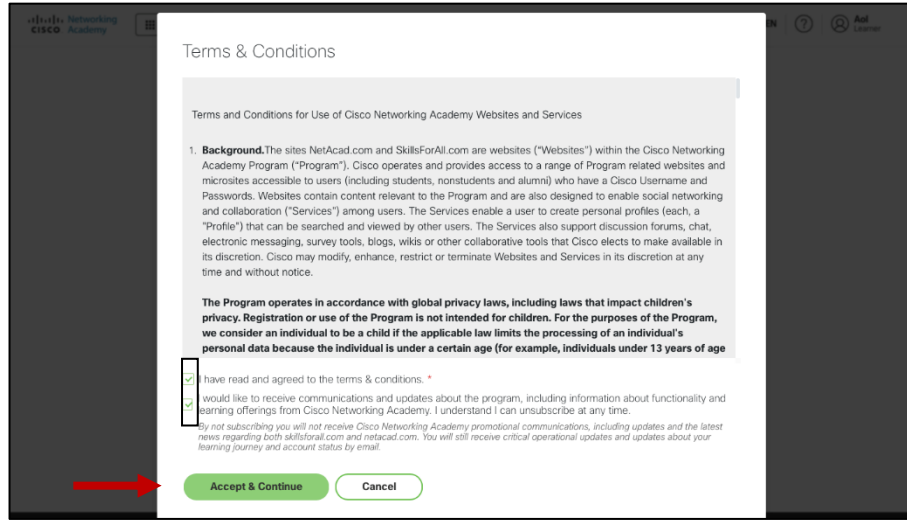 Networking
CISCO Academy
EN
?
Aol
Learner
Terms & Conditions
Terms and Conditions for Use of Cisco Networking Academy Websites and Services
1. Background.The sites NetAcad.com and SkillsForAll.com are websites ("Websites") within the Cisco Networking
Academy Program ("Program"). Cisco operates and provides access to a range of Program related websites and
microsites accessible to users (including students, nonstudents and alumni) who have a Cisco Username and
Passwords. Websites contain content relevant to the Program and are also designed to enable social networking
and collaboration ("Services") among users. The Services enable a user to create personal profiles (each, a
"Profile") that can be searched and viewed by other users. The Services also support discussion forums, chat,
electronic messaging, survey tools, blogs, wikis or other collaborative tools that Cisco elects to make available in
its discretion. Cisco may modify, enhance, restrict or terminate Websites and Services in its discretion at any
time and without notice.
The Program operates in accordance with global privacy laws, including laws that impact children's
privacy. Registration or use of the Program is not intended for children. For the purposes of the Program,
we consider an individual to be a child if the applicable law limits the processing of an individual's
personal data because the individual is under a certain age (for example, individuals under 13 years of age
I have read and agreed to the terms & conditions. *
would like to receive communications and updates about the program, including information about functionality and
earning offerings from Cisco Networking Academy. I understand I can unsubscribe at any time.
By not subscribing you will not receive Cisco Networking Academy promotional communications, including updates and the latest
news regarding both skillsforall.com and netacad.com. You will still receive critical operational updates and updates about your
learning journey and account status by email.
Accept & Continue
Cancel